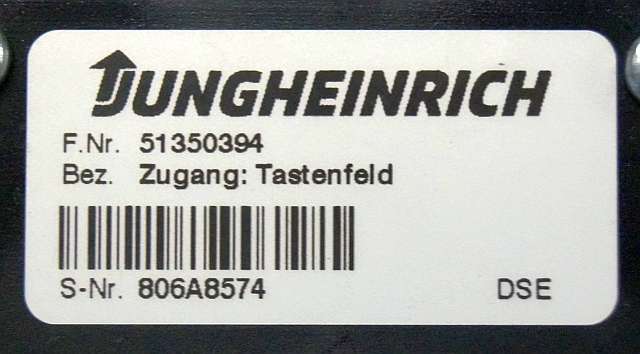 JUNGHEINRICH
F.Nr. 51350394
Bez. Zugang: Tastenfeld
S-Nr. 806A8574 DSE